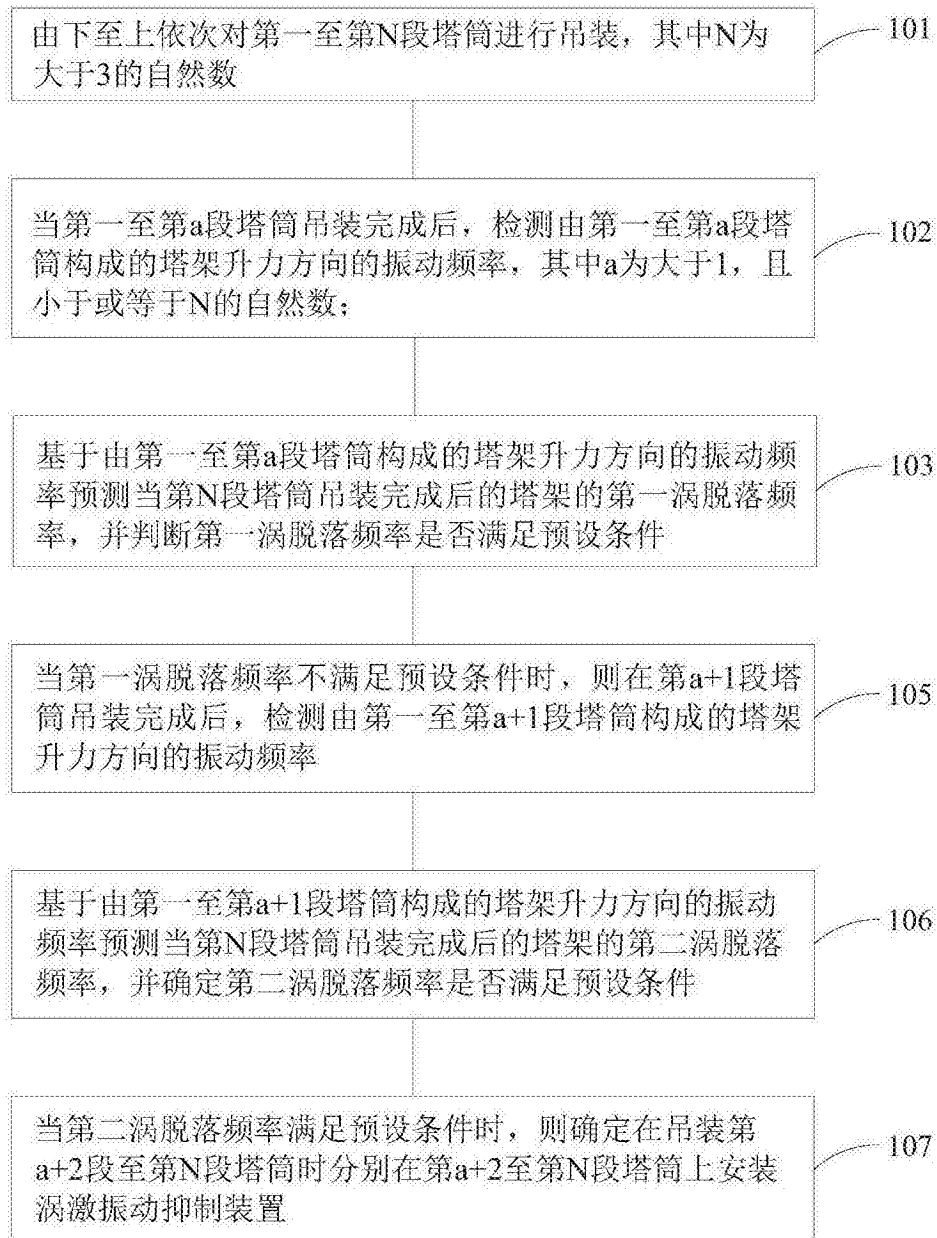 由下至上依次对第一至第N段塔筒进行吊装，其中N为
大于3的自然数
101
当第一至第a段塔筒吊装完成后，检测由第一至第a段塔
筒构成的塔架升力方向的振动频率，其中a为大于1，且
小于或等于N的自然数；
102
基于由第一至第a段塔筒构成的塔架升力方向的振动频
率预测当第N段塔筒吊装完成后的塔架的第一涡脱落频
率，并判断第一涡脱落频率是否满足预设条件
103
当第一涡脱落频率不满足预设条件时，则在第a+1段塔
筒吊装完成后，检测由第一至第a+1段塔筒构成的塔架
升力方向的振动频率
105
基于由第一至第a+1段塔筒构成的塔架升力方向的振动
频率预测当第N段塔筒吊装完成后的塔架的第二涡脱落
频率，并确定第二涡脱落频率是否满足预设条件
106
当第二涡脱落频率满足预设条件时，则确定在吊装第
a+2段至第N段塔筒时分别在第a+2至第N段塔筒上安装
涡激振动抑制装置
107